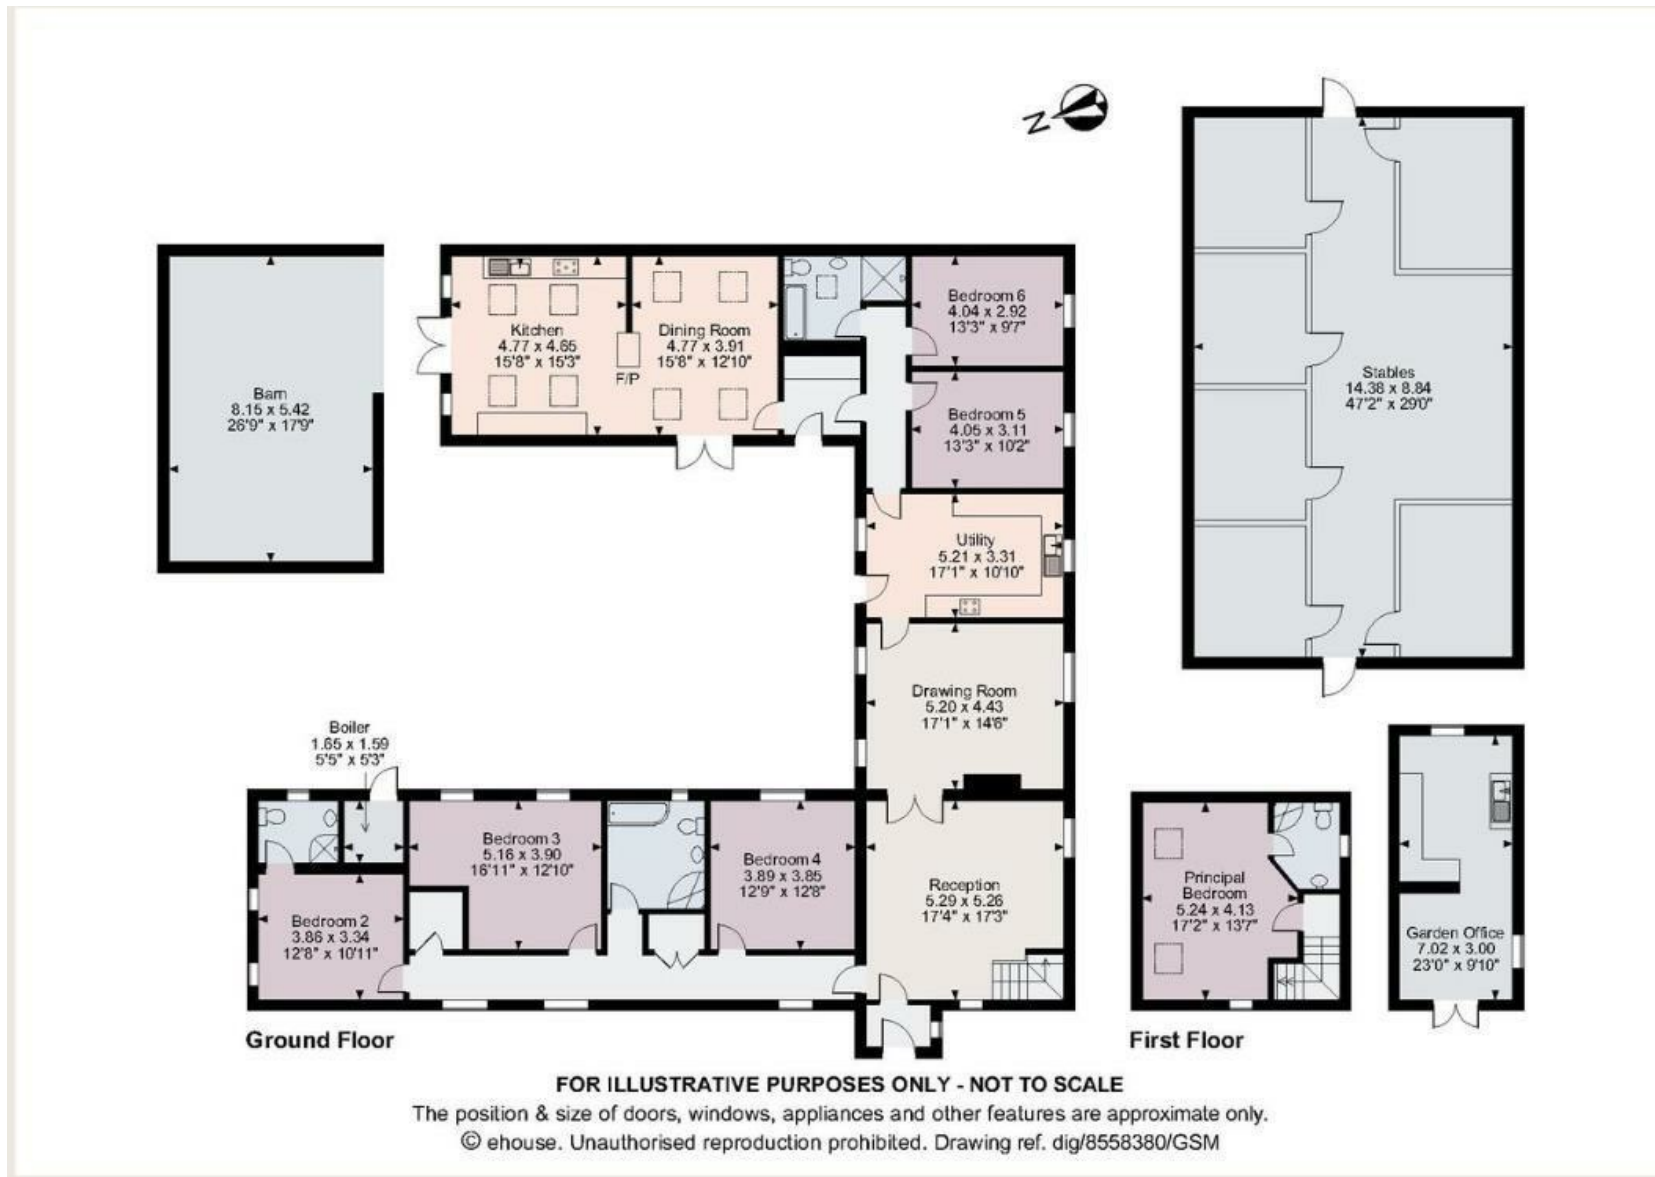 N
Kitchen
4.77 x 4.65
15'8" x 15'3"
F/P
Dining Room
4.77 x 3.91
15'8" x 12'10"
Bedroom 6
4.04 x 2.92
13'3" x 9'7"
Bedroom 5
4.05 x 3.11
13'3" x 10'2"
Barn
8.15 x 5.42
26'9" x 17'9"
Stables
14.38 x 8.84
47'2" x 29'0"
Utility
5.21 x 3.31
17'1" x 10'10"
Drawing Room
5.20 x 4.43
17'1" x 14'6"
Boiler
1.65 x 1.59
5'5" x 5'3"
Bedroom 3
5.16 x 3.90
16'11" x 12'10"
Bedroom 4
3.89 x 3.85
12'9" x 12'8"
Reception
5.29 x 5.26
17'4" x 17'3"
Bedroom 2
3.86 x 3.34
12'8" x 10'11"
Principal
Bedroom
5.24 x 4.13
17'2" x 13'7"
Garden Office
7.02 x 3.00
23'0" x 9'10"
Ground Floor
First Floor
FOR ILLUSTRATIVE PURPOSES ONLY - NOT TO SCALE
The position & size of doors, windows, appliances and other features are approximate only.
© ehouse. Unauthorised reproduction prohibited. Drawing ref. dig/8558380/GSM